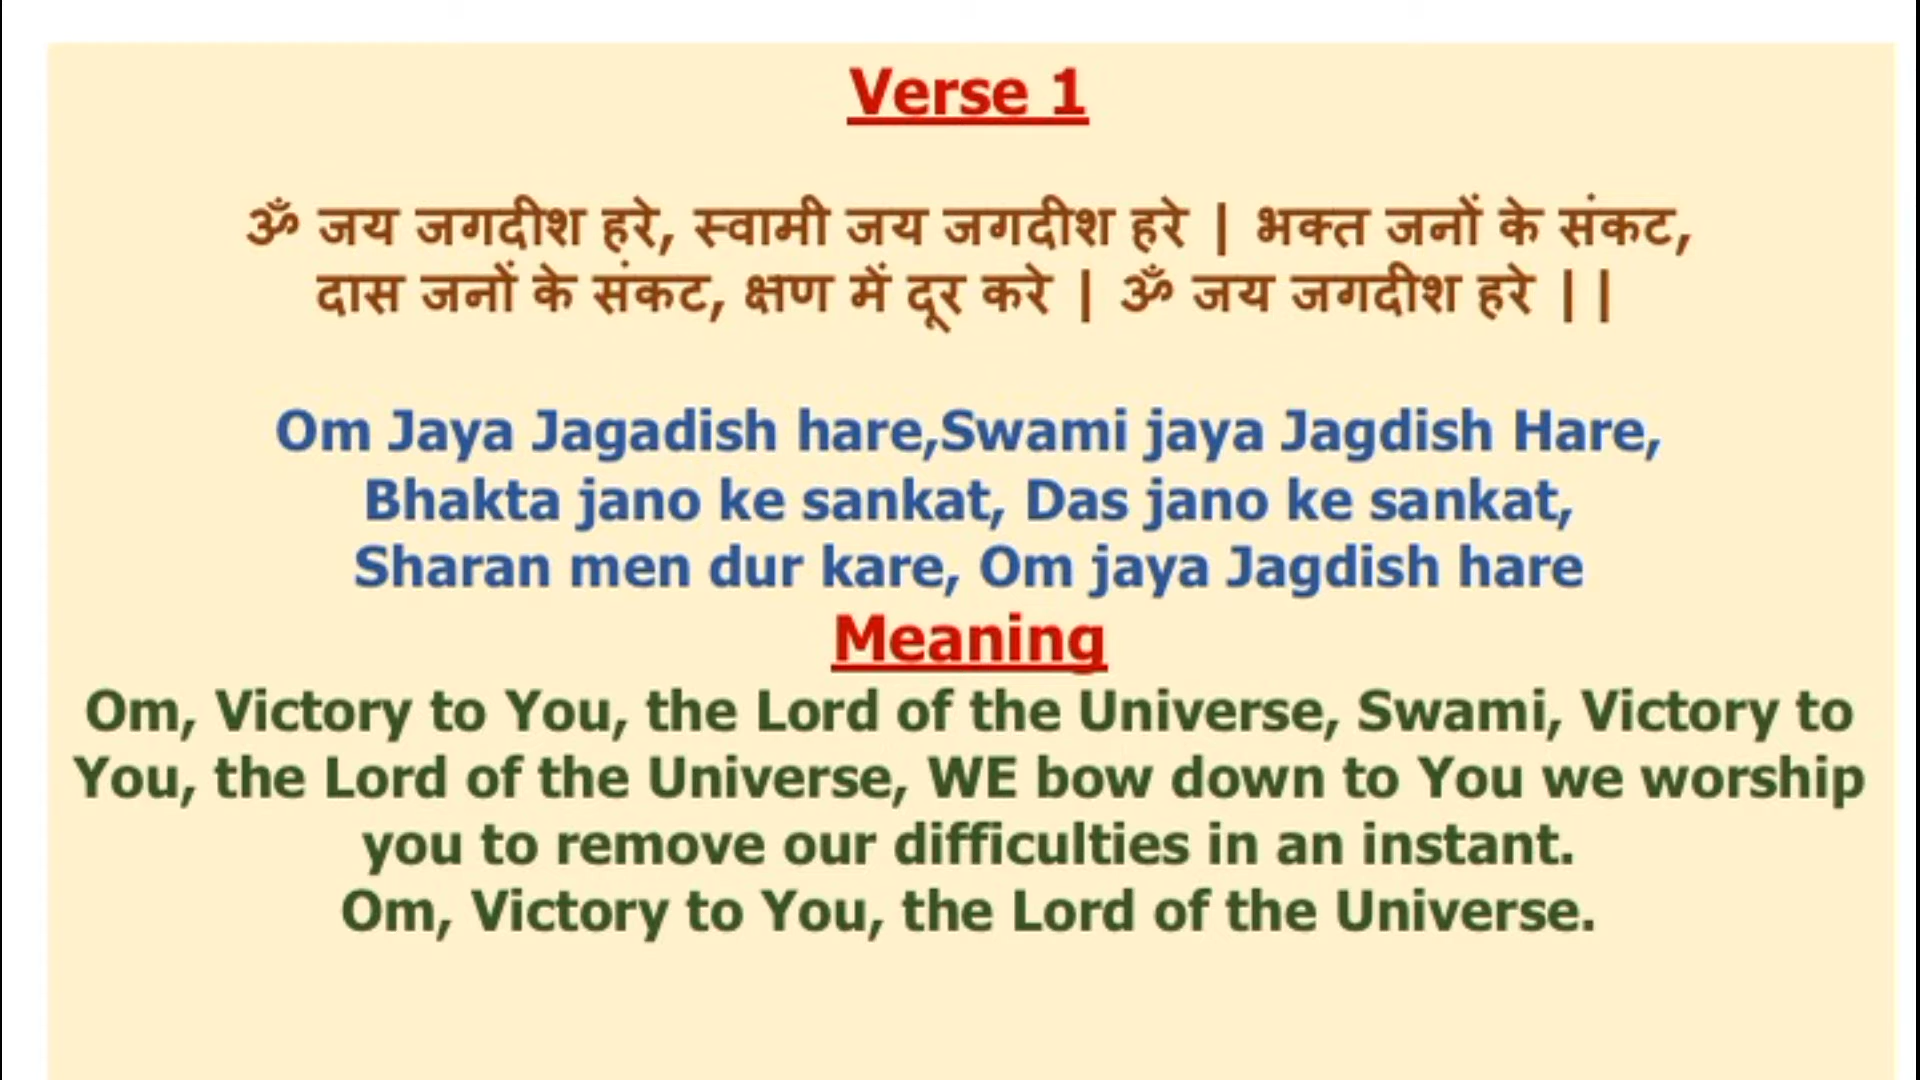 Verse 1
ॐ जय जगदीश हरे, स्वामी जय जगदीश हरे | भक्त जनों के संकट,
दास जनों के संकट, क्षण में दूर करे | ॐ जय जगदीश हरे ||
Om Jaya Jagadish hare,Swami jaya Jagdish Hare,
Bhakta jano ke sankat, Das jano ke sankat,
Sharan men dur kare, Om jaya Jagdish hare
Meaning
Om, Victory to You, the Lord of the Universe, Swami, Victory to
You, the Lord of the Universe, WE bow down to You we worship
you to remove our difficulties in an instant.
Om, Victory to You, the Lord of the Universe.